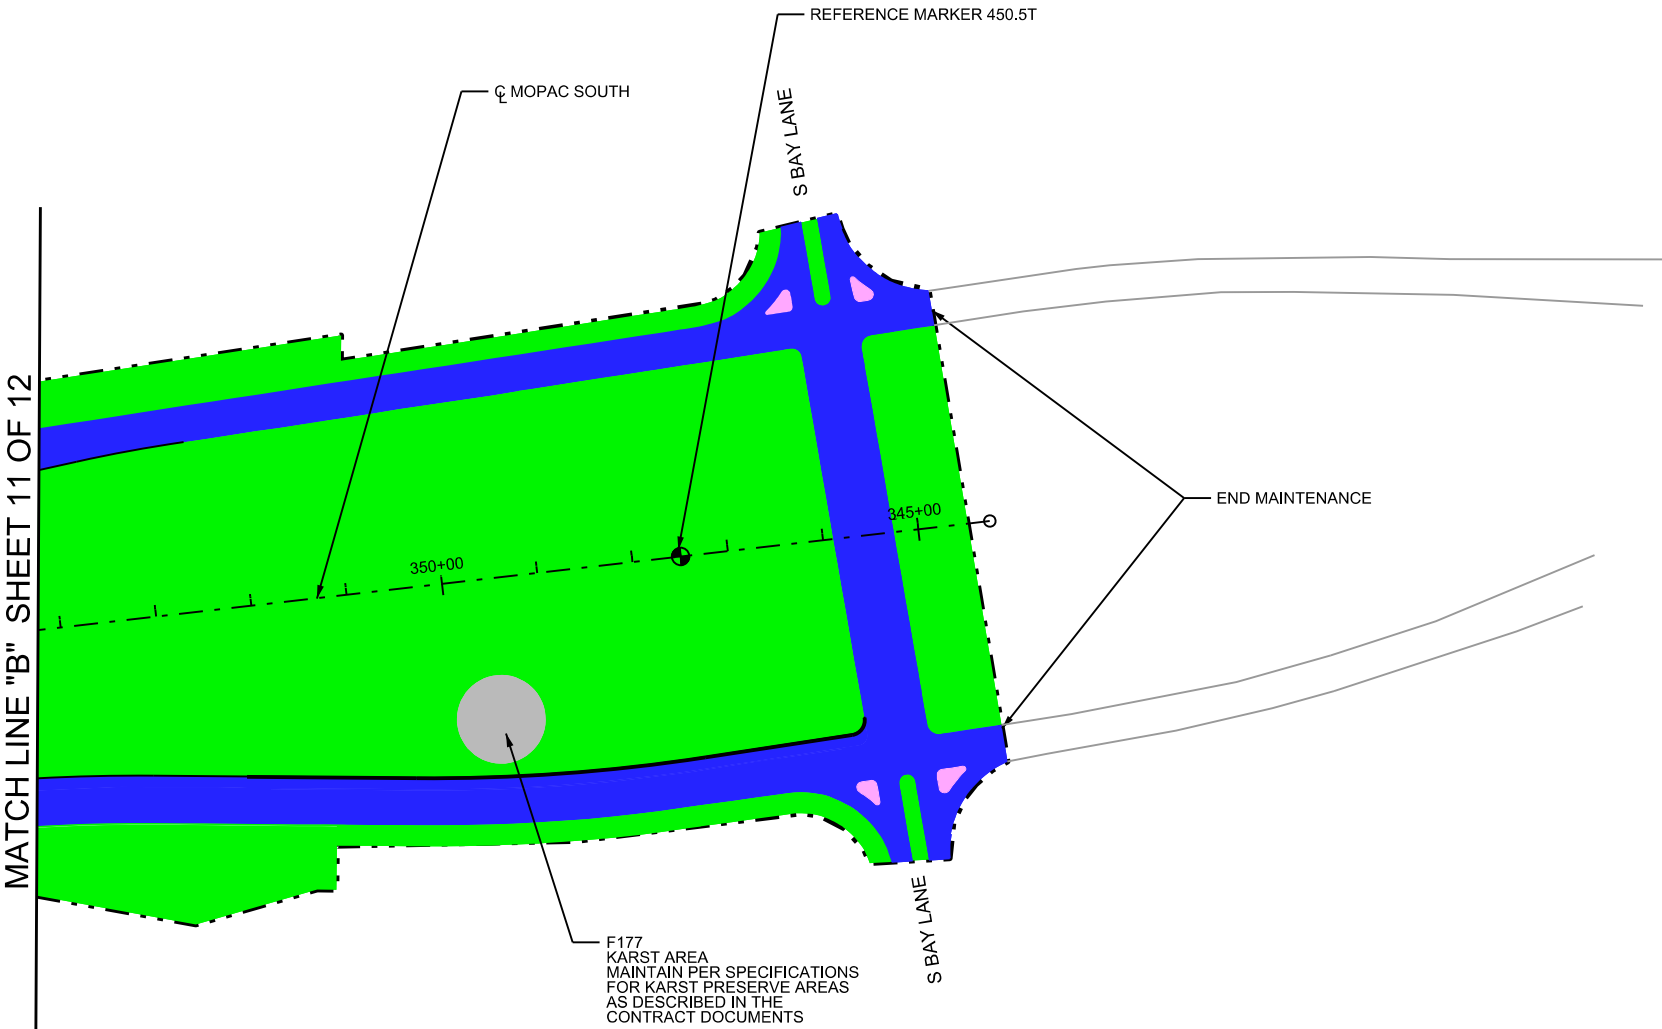 REFERENCE MARKER 450.5T
℄ MOPAC SOUTH
S BAY LANE
MATCH LINE "B" SHEET 11 OF 12
END MAINTENANCE
345+00
350+00
S BAY LANE
F177
KARST AREA
MAINTAIN PER SPECIFICATIONS
FOR KARST PRESERVE AREAS
AS DESCRIBED IN THE
CONTRACT DOCUMENTS